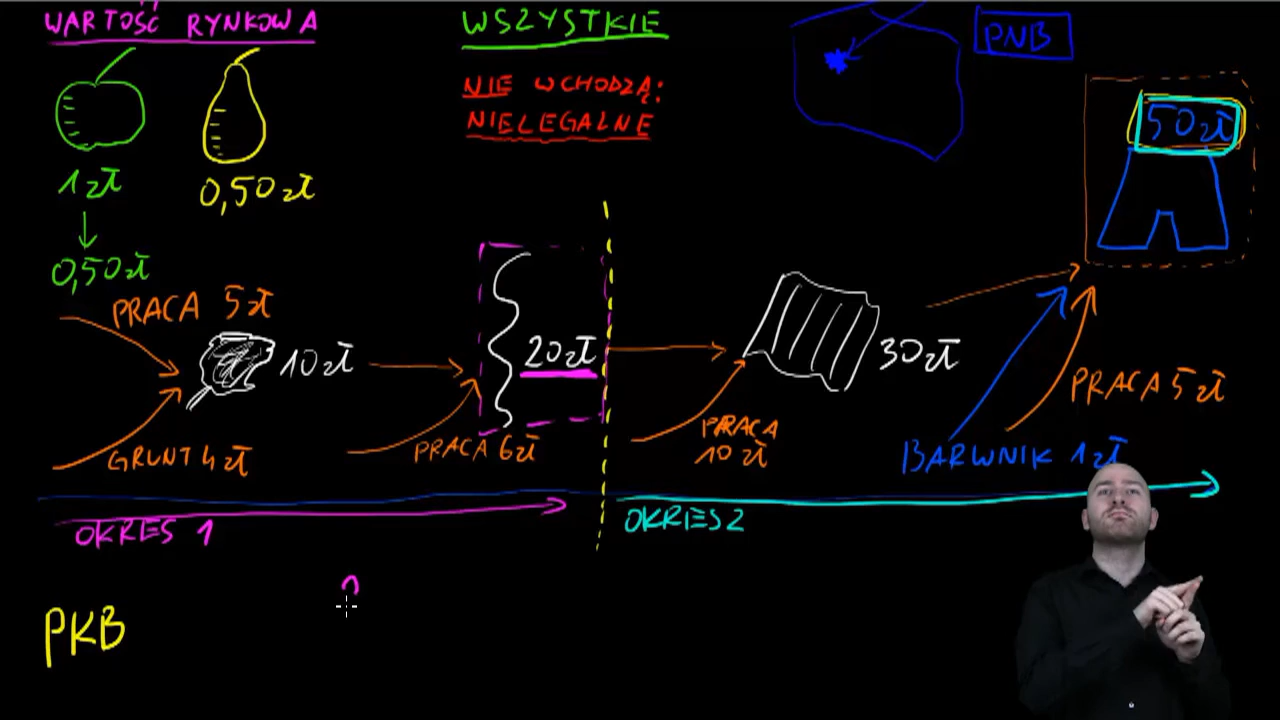 WARTOŚĆ RYNKOWA
1 zł
0,50 zł
0,50 zł
WSZYSTKIE
NIE WCHODZĄ:
NIELEGALNE
PNB
50 zł
PRACA 5 zł
10 zł
GRUNT 4 zł
20 zł
PRACA 6 zł
30 zł
PRACA
10 zł
PRACA 5 zł
BARWNIK 1 zł
OKRES 1
OKRES 2
PKB